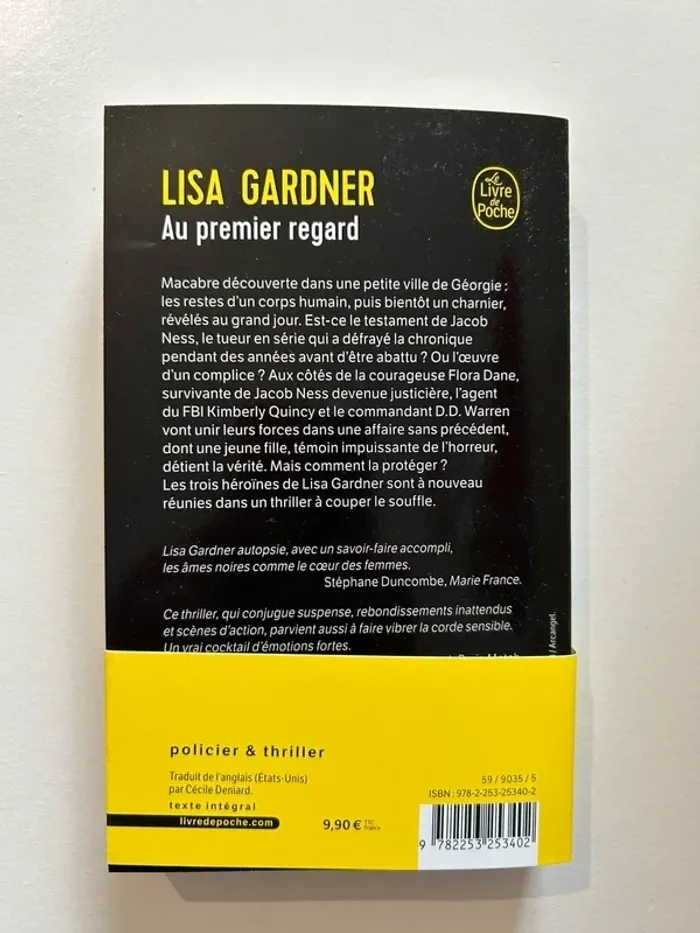 LISA GARDNER
Au premier regard
Le
Livre
de
Poche
Macabre découverte dans une petite ville de Géorgie :
les restes d'un corps humain, puis bientôt un charnier,
révélés au grand jour. Est-ce le testament de Jacob
Ness, le tueur en série qui a défrayé la chronique
pendant des années avant d'être abattu ? Ou l'œuvre
d'un complice ? Aux côtés de la courageuse Flora Dane,
survivante de Jacob Ness devenue justicière, l'agent
du FBI Kimberly Quincy et le commandant D.D. Warren
vont unir leurs forces dans une affaire sans précédent,
dont une jeune fille, témoin impuissante de l'horreur,
détient la vérité. Mais comment la protéger ?
Les trois héroïnes de Lisa Gardner sont à nouveau
réunies dans un thriller à couper le souffle.
Lisa Gardner autopsie, avec un savoir-faire accompli,
les âmes noires comme le cœur des femmes.
Stéphane Duncombe, Marie France.
Ce thriller, qui conjugue suspense, rebondissements inattendus
et scènes d'action, parvient aussi à faire vibrer la corde sensible.
Un vrai cocktail d'émotions fortes.
/ Arcangel.
policier & thriller
Traduit de l'anglais (États-Unis)
par Cécile Deniard.
texte intégral
livredepoche.com
9,90 € TTC
France
59 / 9035 / 5
ISBN : 978-2-253-25340-2
9 782253 253402